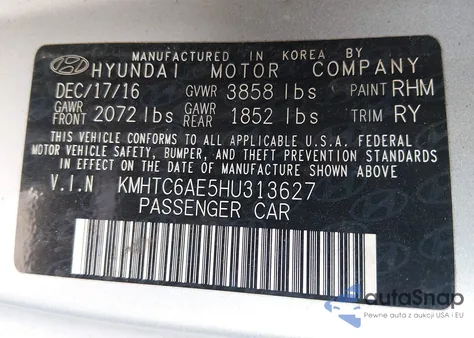 MANUFACTURED IN KOREA BY
HYUNDAI MOTOR COMPANY
DEC/17/16 GVWR 3858 lbs PAINT RHM
GAWR FRONT 2072 lbs GAWR REAR 1852 lbs TRIM RY
THIS VEHICLE CONFORMS TO ALL APPLICABLE U.S.A. FEDERAL
MOTOR VEHICLE SAFETY, BUMPER, AND THEFT PREVENTION STANDARDS
IN EFFECT ON THE DATE OF MANUFACTURE SHOWN ABOVE
V.I.N KMHTC6AE5HU313627
PASSENGER CAR
autaSnap
Pewne auta z aukcji USA i EU